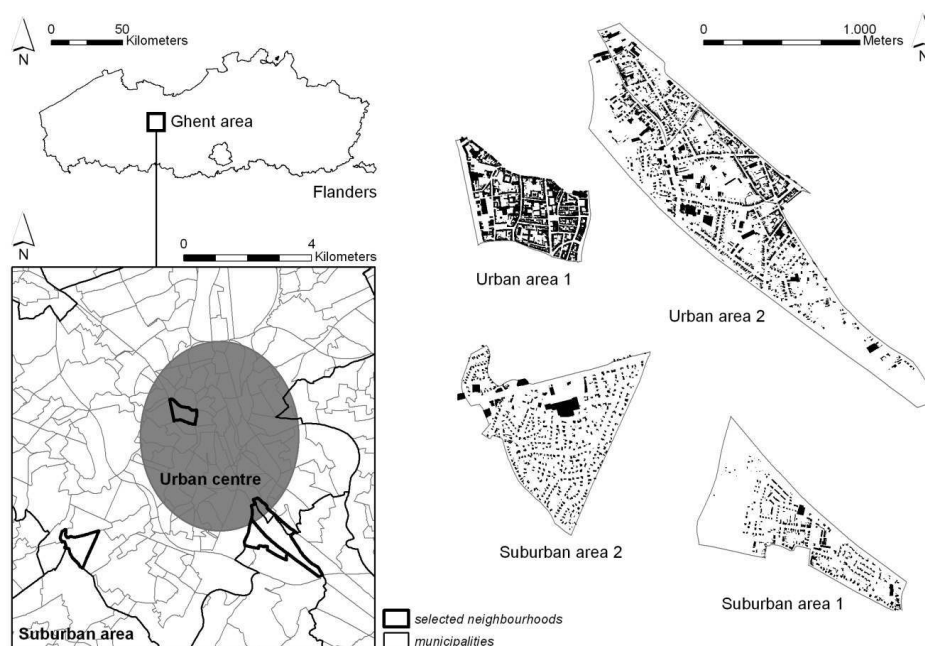 0 50
Kilometers
N
Ghent area
Flanders
N
0 4
Kilometers
Urban centre
Suburban area
selected neighbourhoods
municipalities
0 1.000
Meters
N
Urban area 1
Urban area 2
Suburban area 2
Suburban area 1